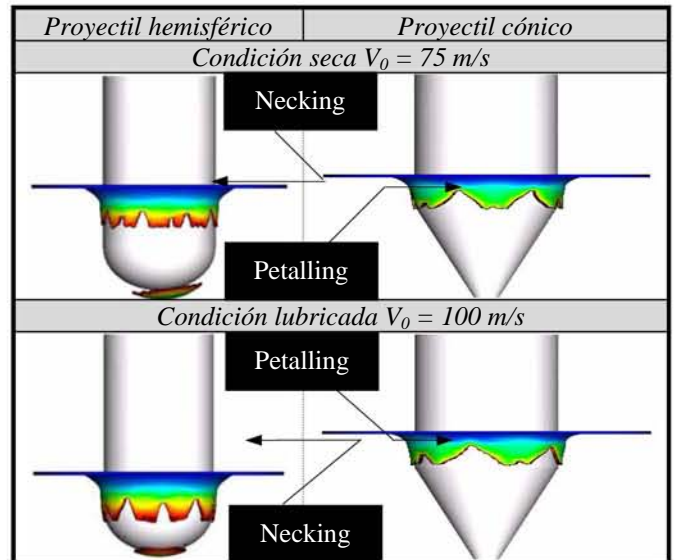 Proyectil hemisférico
Proyectil cónico
Condición seca V₀ = 75 m/s
Necking
Petalling
Condición lubricada V₀ = 100 m/s
Petalling
Necking